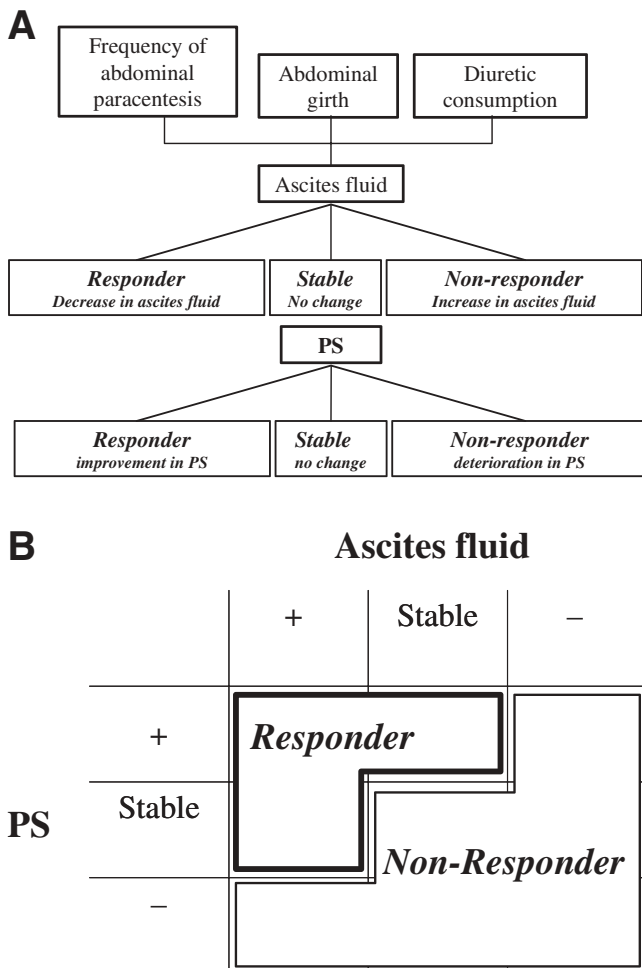 A
Frequency of
abdominal
paracentesis
Abdominal
girth
Diuretic
consumption
Ascites fluid
Responder
Decrease in ascites fluid
Stable
No change
Non-responder
Increase in ascites fluid
PS
Responder
improvement in PS
Stable
no change
Non-responder
deterioration in PS
B
Ascites fluid
+ Stable –
+
Responder
PS
Stable
Non-Responder
–